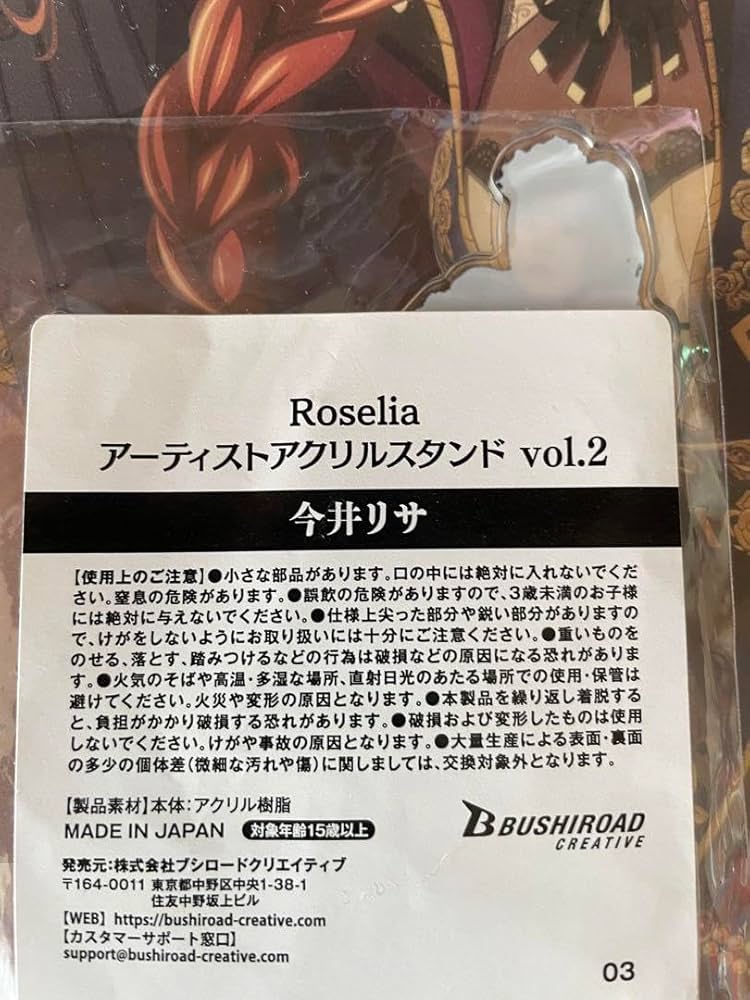 Roselia
アーティストアクリルスタンド vol.2
今井リサ
【使用上のご注意】●小さな部品があります。口の中には絶対に入れないでくだ
さい。窒息の危険があります。●誤飲の危険がありますので、3歳未満のお子様
には絶対に与えないでください。●仕様上尖った部分や鋭い部分がありますの
で、けがをしないようにお取り扱いには十分にご注意ください。●重いものを
のせる、落とす、踏みつけるなどの行為は破損などの原因になる恐れがありま
す。●火気のそばや高温・多湿な場所、直射日光のあたる場所での使用・保管は
避けてください。火災や変形の原因となります。●本製品を繰り返し着脱する
と、負担がかかり破損する恐れがあります。●破損および変形したものは使用
しないでください。けがや事故の原因となります。●大量生産による表面・裏面
の多少の個体差(微細な汚れや傷)に関しましては、交換対象外となります。
【製品素材】本体:アクリル樹脂
MADE IN JAPAN 対象年齢15歳以上
BUSHIROAD
CREATIVE
発売元:株式会社ブシロードクリエイティブ
〒164-0011 東京都中野区中央1-38-1
住友中野坂上ビル
【WEB】https://bushiroad-creative.com
【カスタマーサポート窓口】
support@bushiroad-creative.com
03